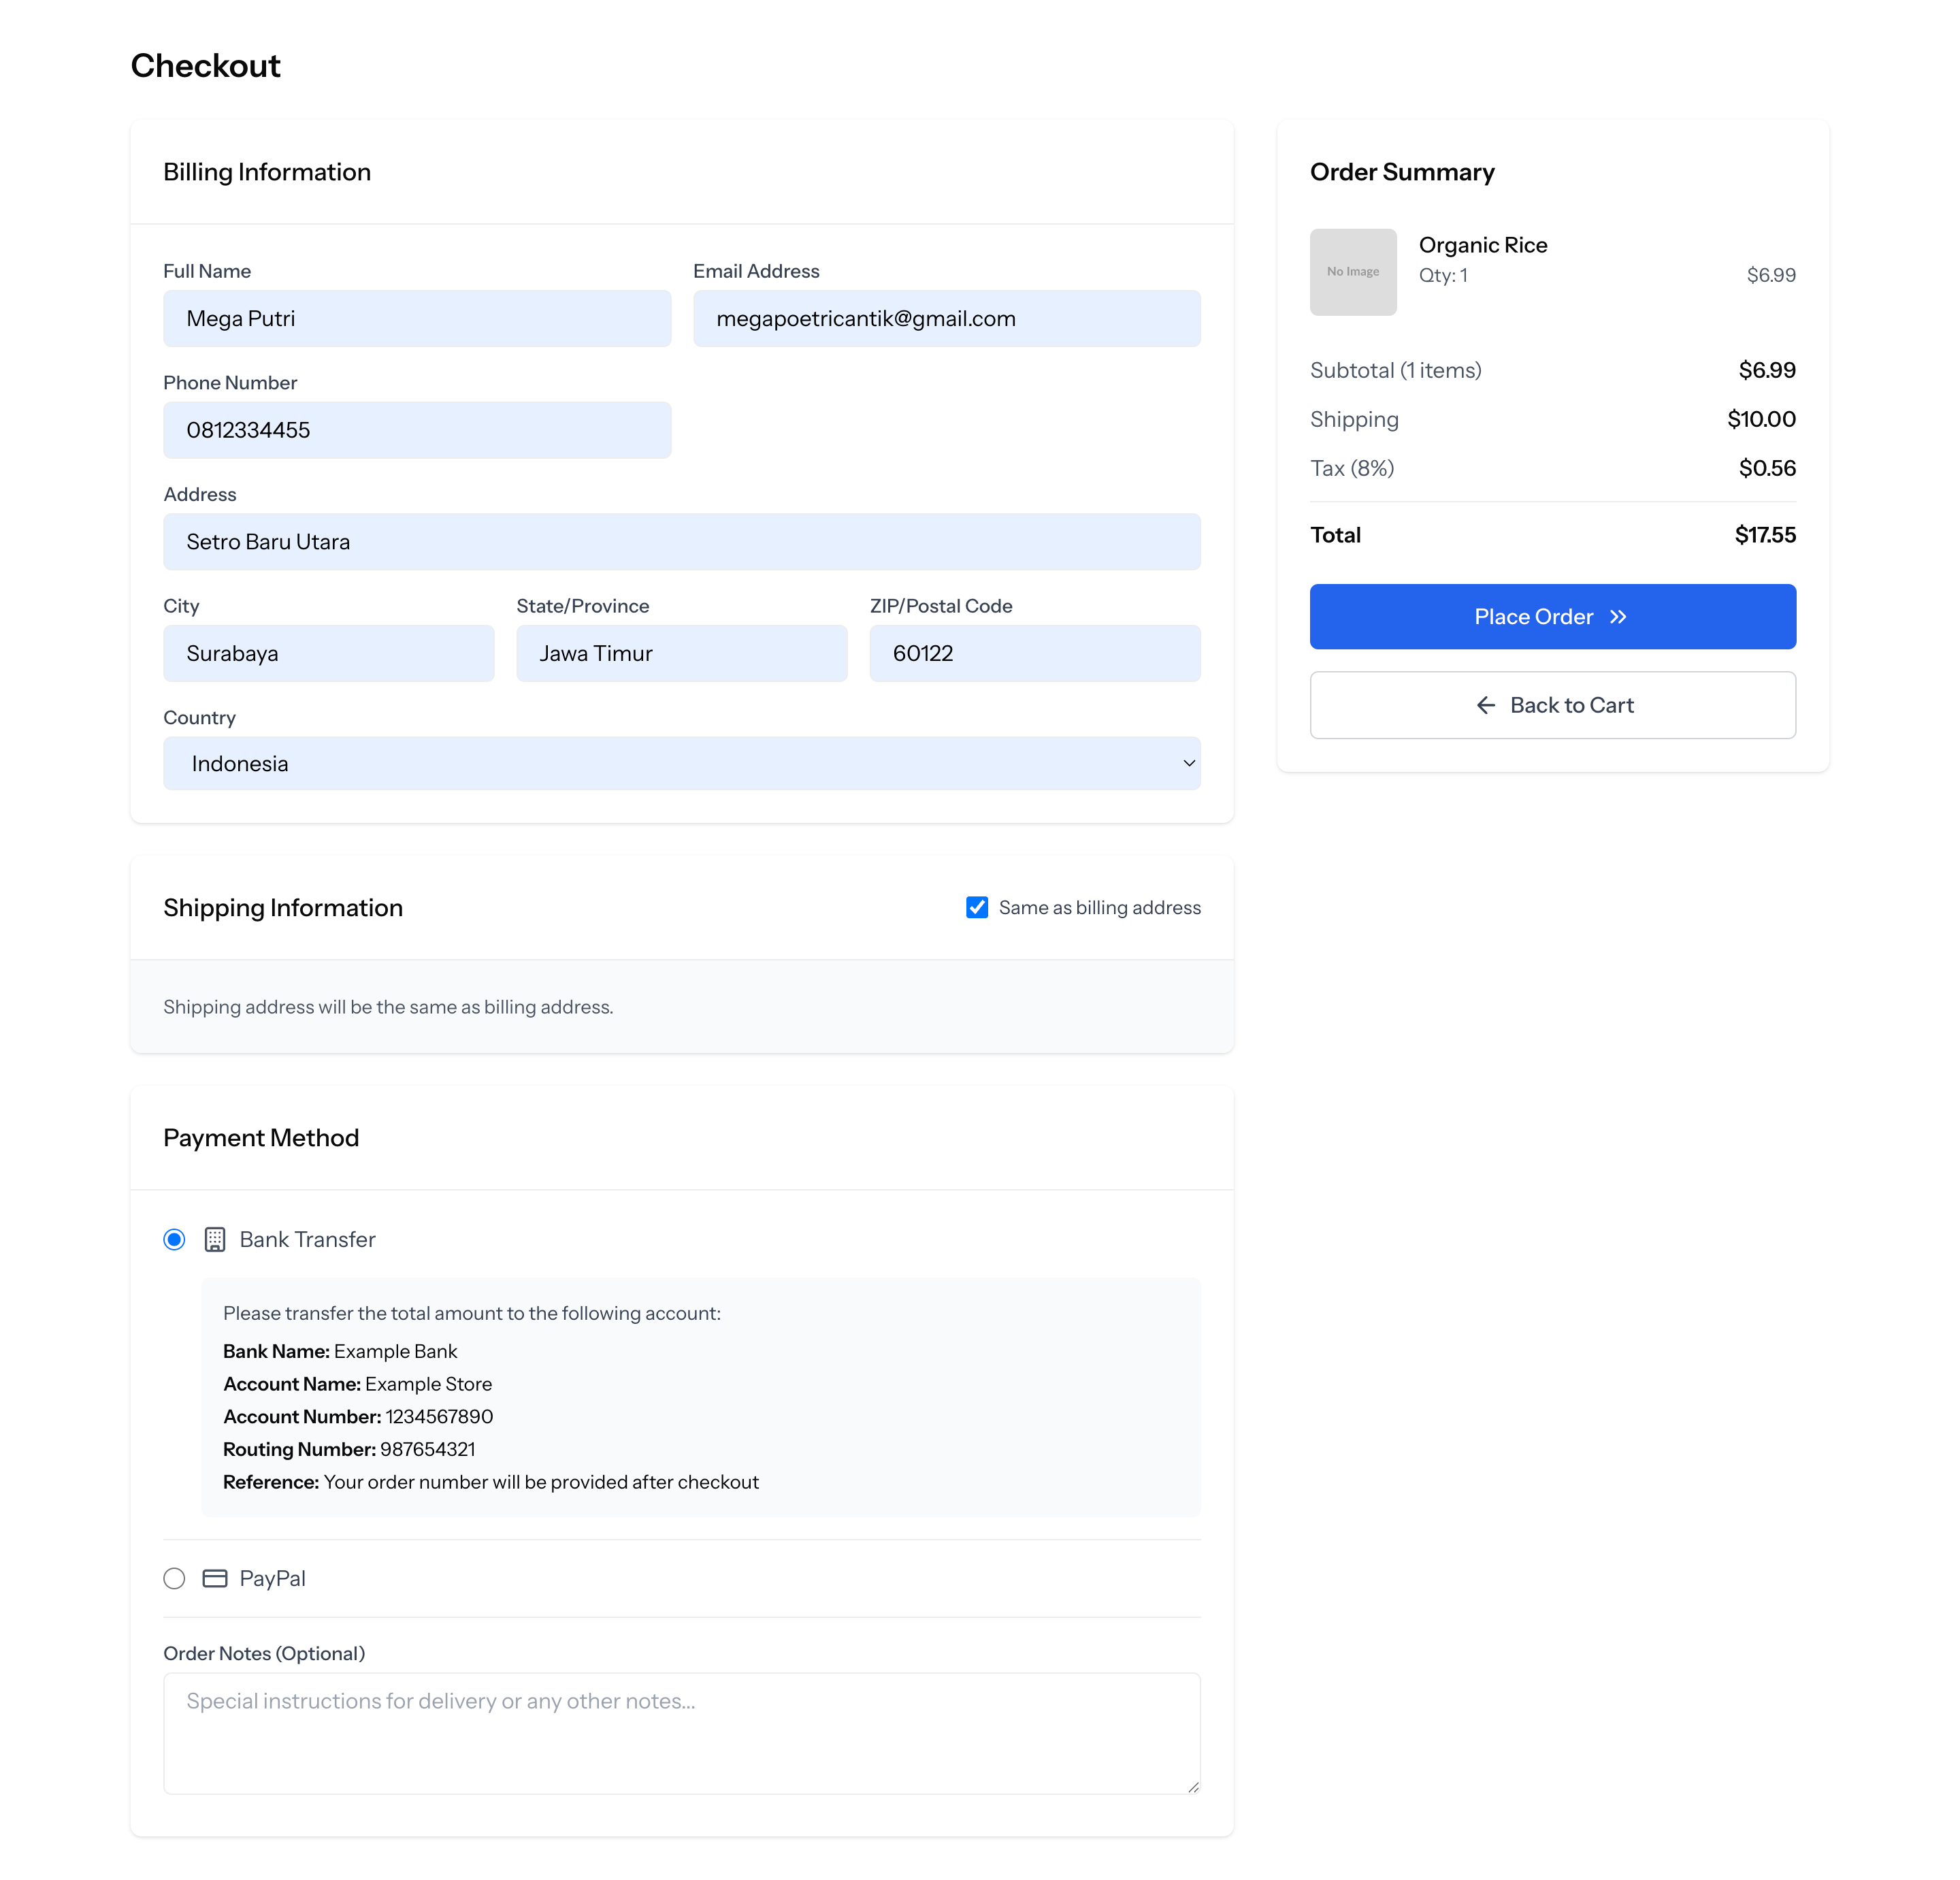 Checkout
Billing Information
Full Name
Mega Putri
Email Address
megapoetricantik@gmail.com
Phone Number
0812334455
Address
Setro Baru Utara
City
Surabaya
State/Province
Jawa Timur
ZIP/Postal Code
60122
Country
Indonesia
Shipping Information
Same as billing address
Shipping address will be the same as billing address.
Payment Method
Bank Transfer
Please transfer the total amount to the following account:
Bank Name: Example Bank
Account Name: Example Store
Account Number: 1234567890
Routing Number: 987654321
Reference: Your order number will be provided after checkout
PayPal
Order Notes (Optional)
Special instructions for delivery or any other notes...
Order Summary
No Image
Organic Rice
Qty: 1 $6.99
Subtotal (1 items) $6.99
Shipping $10.00
Tax (8%) $0.56
Total $17.55
Place Order
Back to Cart